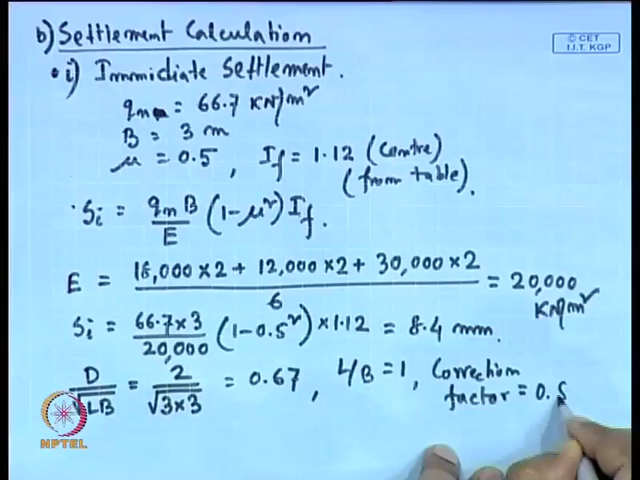 b) Settlement Calculation
© CET
I.I.T. KGP
i) Immidiate Settlement.
qn = 66.7 KN/m²
B = 3 m
μ = 0.5, If = 1.12 (Centre)
(from table).
Si = qn B / E (1-μ²) If.
E = 18,000×2 + 12,000×2 + 30,000×2 / 6 = 20,000 KN/m²
Si = 66.7×3 / 20,000 (1-0.5²) ×1.12 = 8.4 mm.
D / √LB = 2 / √3×3 = 0.67, L/B = 1, Correction
factor = 0.
NPTEL